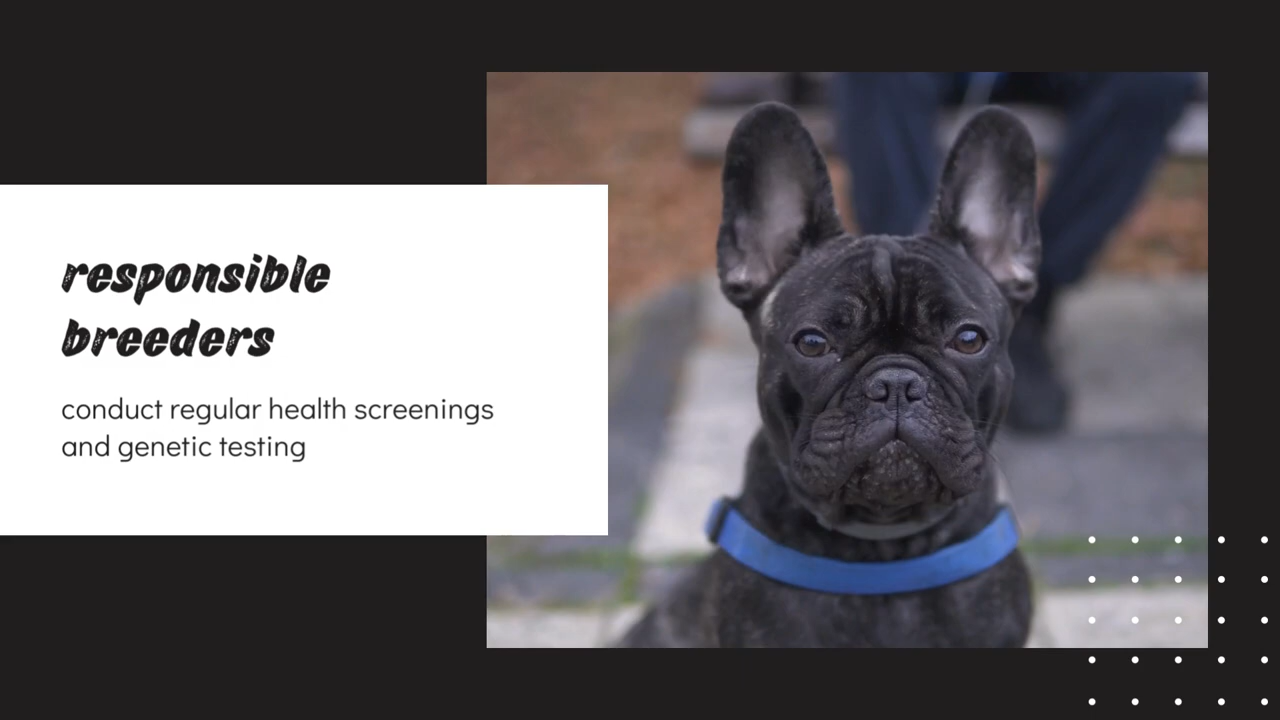 responsible
breeders
conduct regular health screenings
and genetic testing